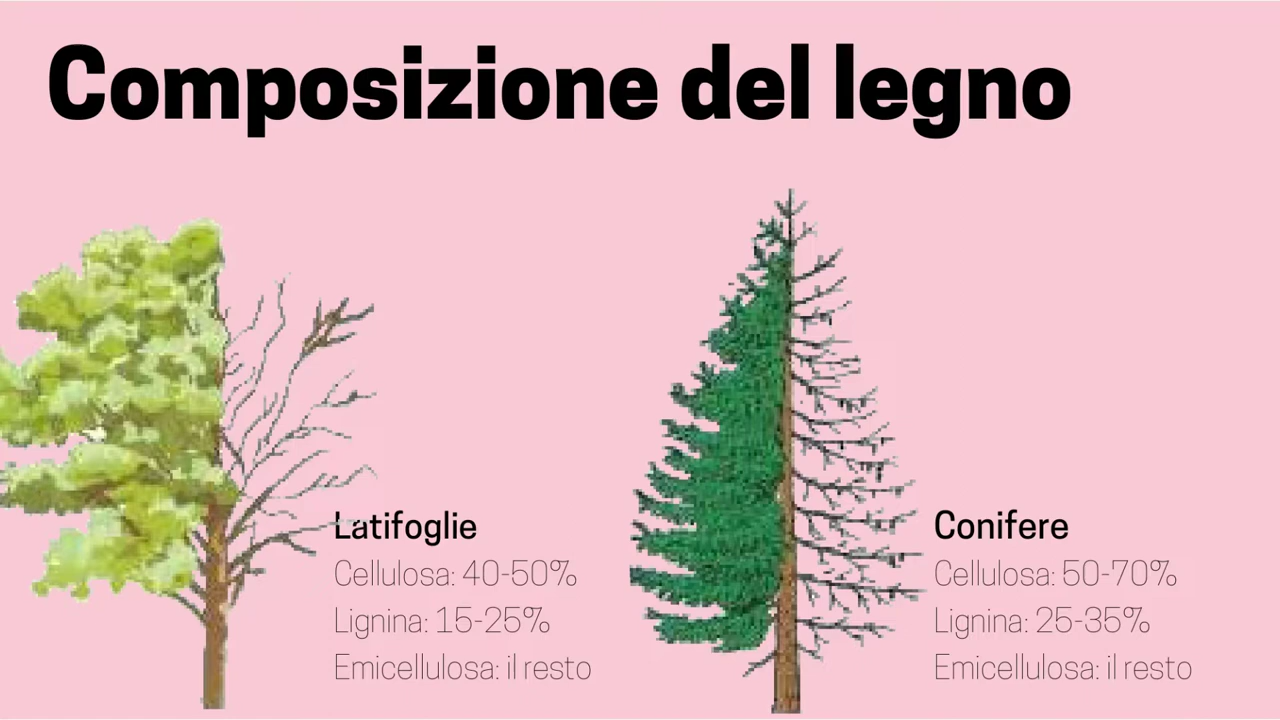 Composizione del legno
Latifoglie
Cellulosa: 40-50%
Lignina: 15-25%
Emicellulosa: il resto
Conifere
Cellulosa: 50-70%
Lignina: 25-35%
Emicellulosa: il resto